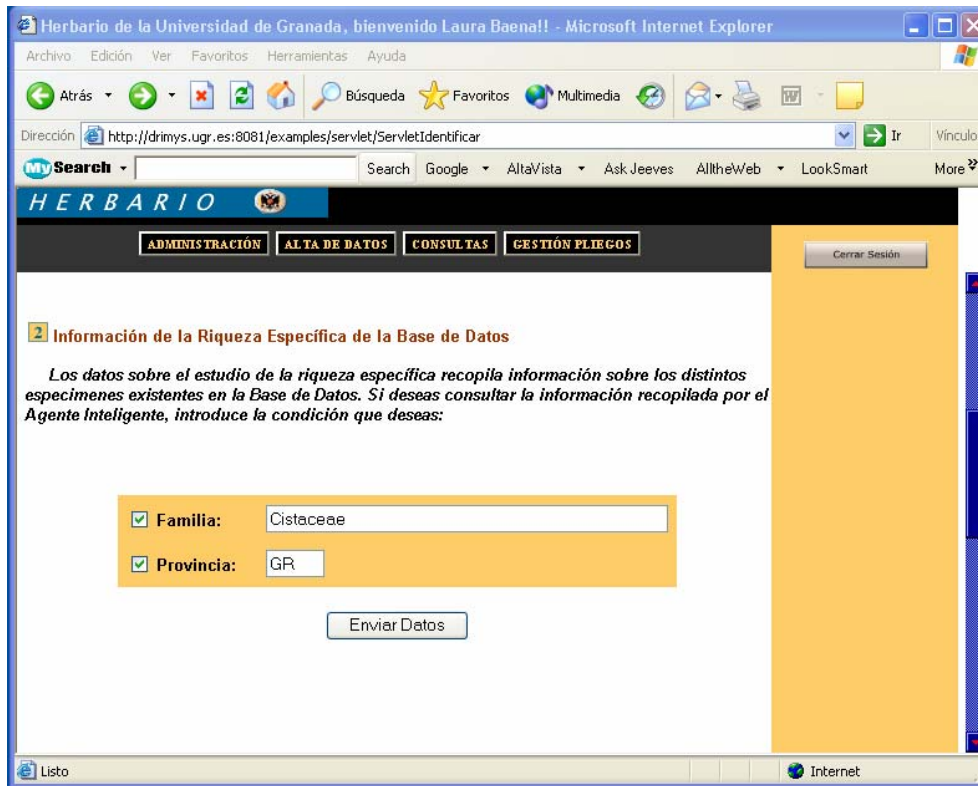 Herbario de la Universidad de Granada, bienvenido Laura Baena!! - Microsoft Internet Explorer
Archivo Edición Ver Favoritos Herramientas Ayuda
Atrás Búsqueda Favoritos Multimedia
Dirección http://drimys.ugr.es:8081/examples/servlet/ServletIdentificar Ir Vínculo
My Search Search Google AltaVista Ask Jeeves AlltheWeb LookSmart More
HERBARIO
ADMINISTRACIÓN ALTA DE DATOS CONSULTAS GESTIÓN PLIEGOS Cerrar Sesión
2 Información de la Riqueza Específica de la Base de Datos
Los datos sobre el estudio de la riqueza específica recopila información sobre los distintos
especimenes existentes en la Base de Datos. Si deseas consultar la información recopilada por el
Agente Inteligente, introduce la condición que deseas:
Familia: Cistaceae
Provincia: GR
Enviar Datos
Listo Internet